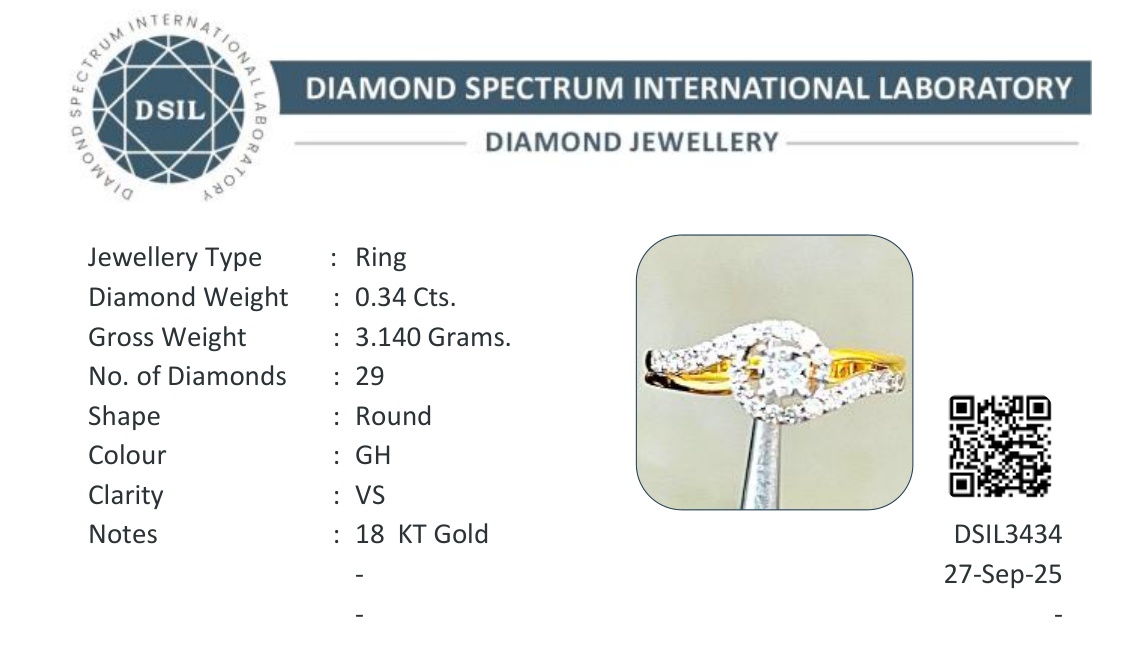 DIAMOND SPECTRUM INTERNATIONAL LABORATORY
DSIL
DIAMOND SPECTRUM INTERNATIONAL LABORATORY
DIAMOND JEWELLERY
Jewellery Type : Ring
Diamond Weight : 0.34 Cts.
Gross Weight : 3.140 Grams.
No. of Diamonds : 29
Shape : Round
Colour : GH
Clarity : VS
Notes : 18 KT Gold
-
-
DSIL3434
27-Sep-25
-